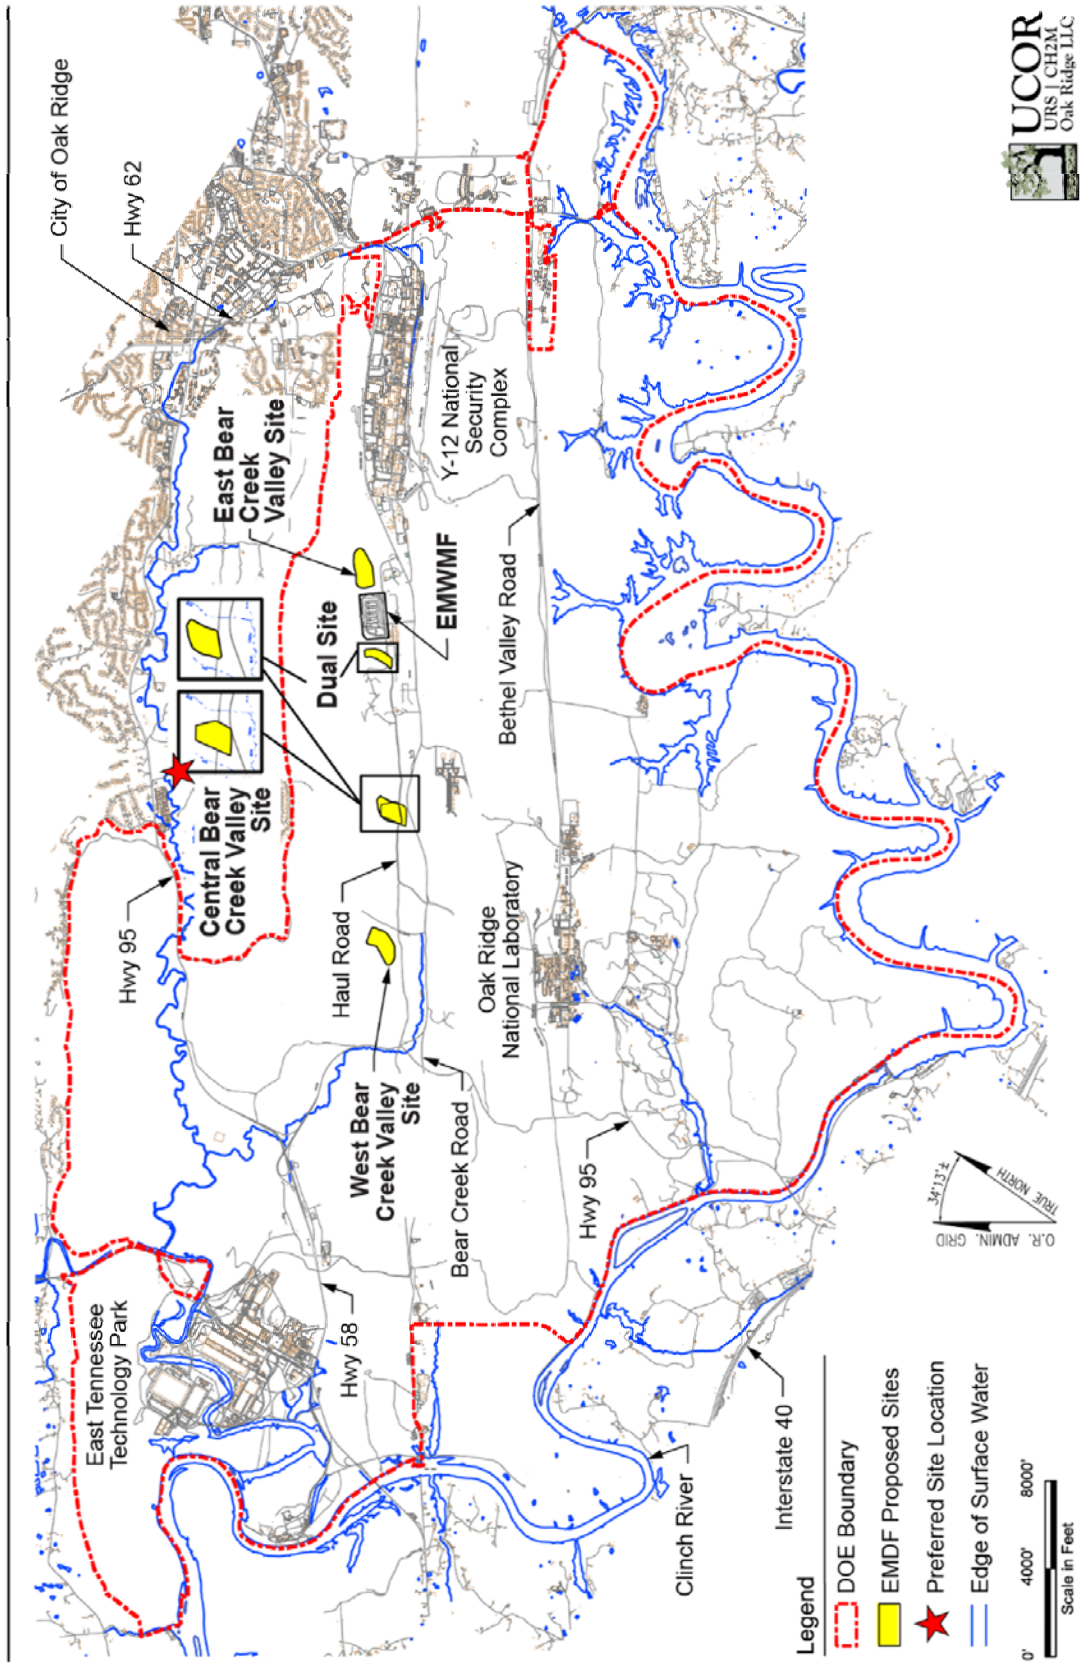 City of Oak Ridge
Hwy 62
East Bear
Creek
Valley Site
Y-12 National
Security
Complex
Dual Site
EMWMF
Bethel Valley Road
Central Bear
Creek Valley
Site
Hwy 95
Haul Road
Oak Ridge
National Laboratory
West Bear
Creek Valley
Site
Bear Creek Road
Hwy 95
East Tennessee
Technology Park
Hwy 58
Interstate 40
Clinch River
34°13'±
O.R. ADMIN. GRID
TRUE NORTH
Legend
DOE Boundary
EMDF Proposed Sites
Preferred Site Location
Edge of Surface Water
0' 4000' 8000'
Scale in Feet
UCOR
URS | CH2M
Oak Ridge LLC